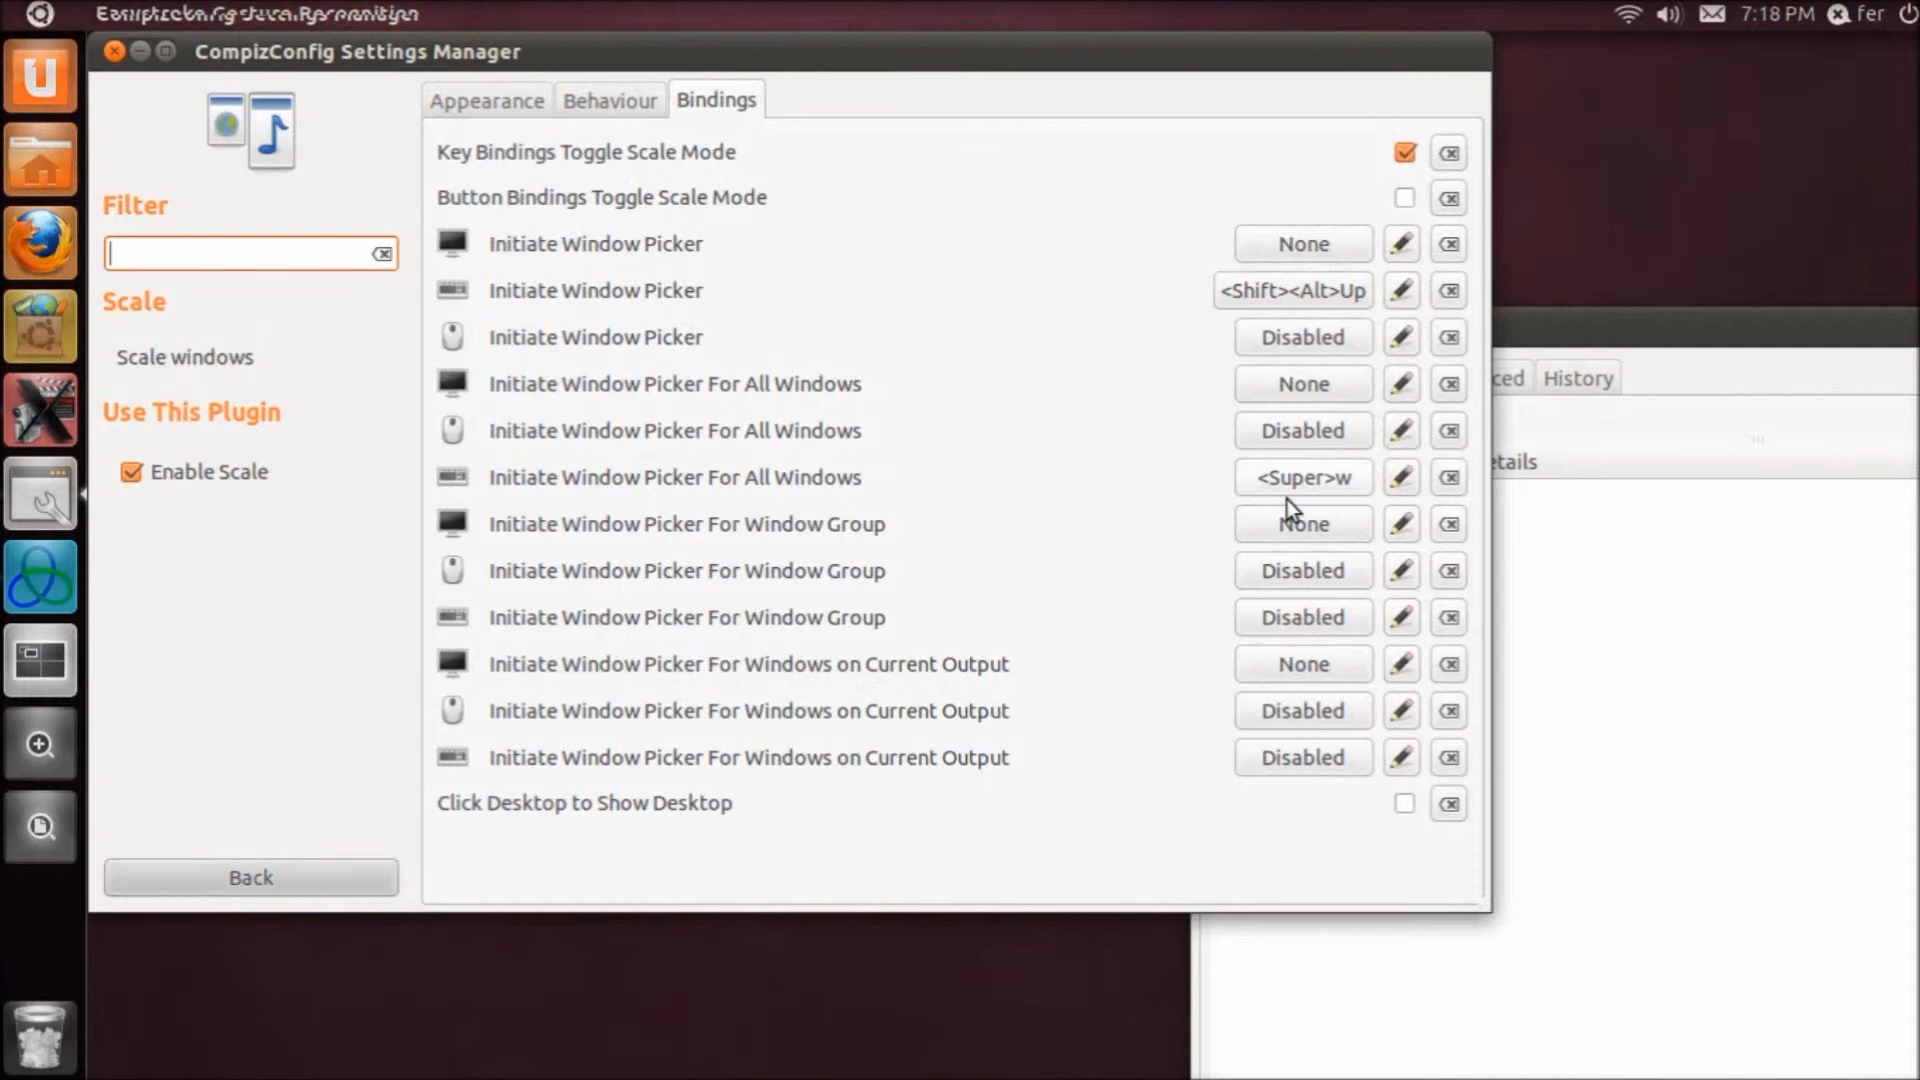 7:18 PM
fer
CompizConfig Settings Manager
Filter
Scale
Scale windows
Use This Plugin
Enable Scale
Back
Appearance
Behaviour
Bindings
Key Bindings Toggle Scale Mode
Button Bindings Toggle Scale Mode
Initiate Window Picker None
Initiate Window Picker <Shift><Alt>Up
Initiate Window Picker Disabled
Initiate Window Picker For All Windows None
Initiate Window Picker For All Windows Disabled
Initiate Window Picker For All Windows <Super>w
Initiate Window Picker For Window Group None
Initiate Window Picker For Window Group Disabled
Initiate Window Picker For Window Group Disabled
Initiate Window Picker For Windows on Current Output None
Initiate Window Picker For Windows on Current Output Disabled
Initiate Window Picker For Windows on Current Output Disabled
Click Desktop to Show Desktop
ced
History
etails